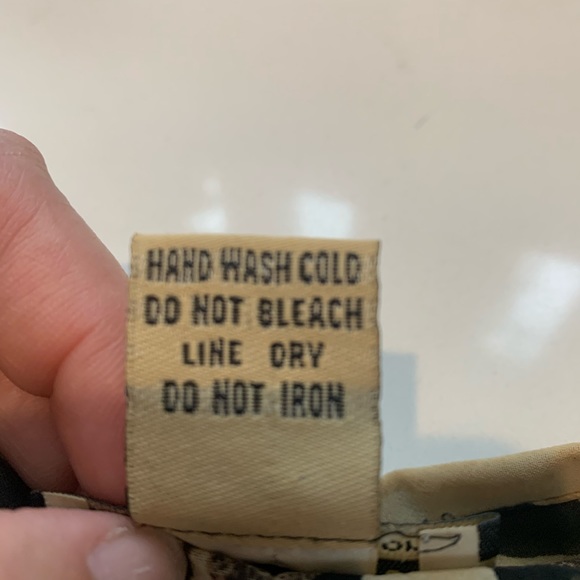 HAND WASH COLD
DO NOT BLEACH
LINE DRY
DO NOT IRON